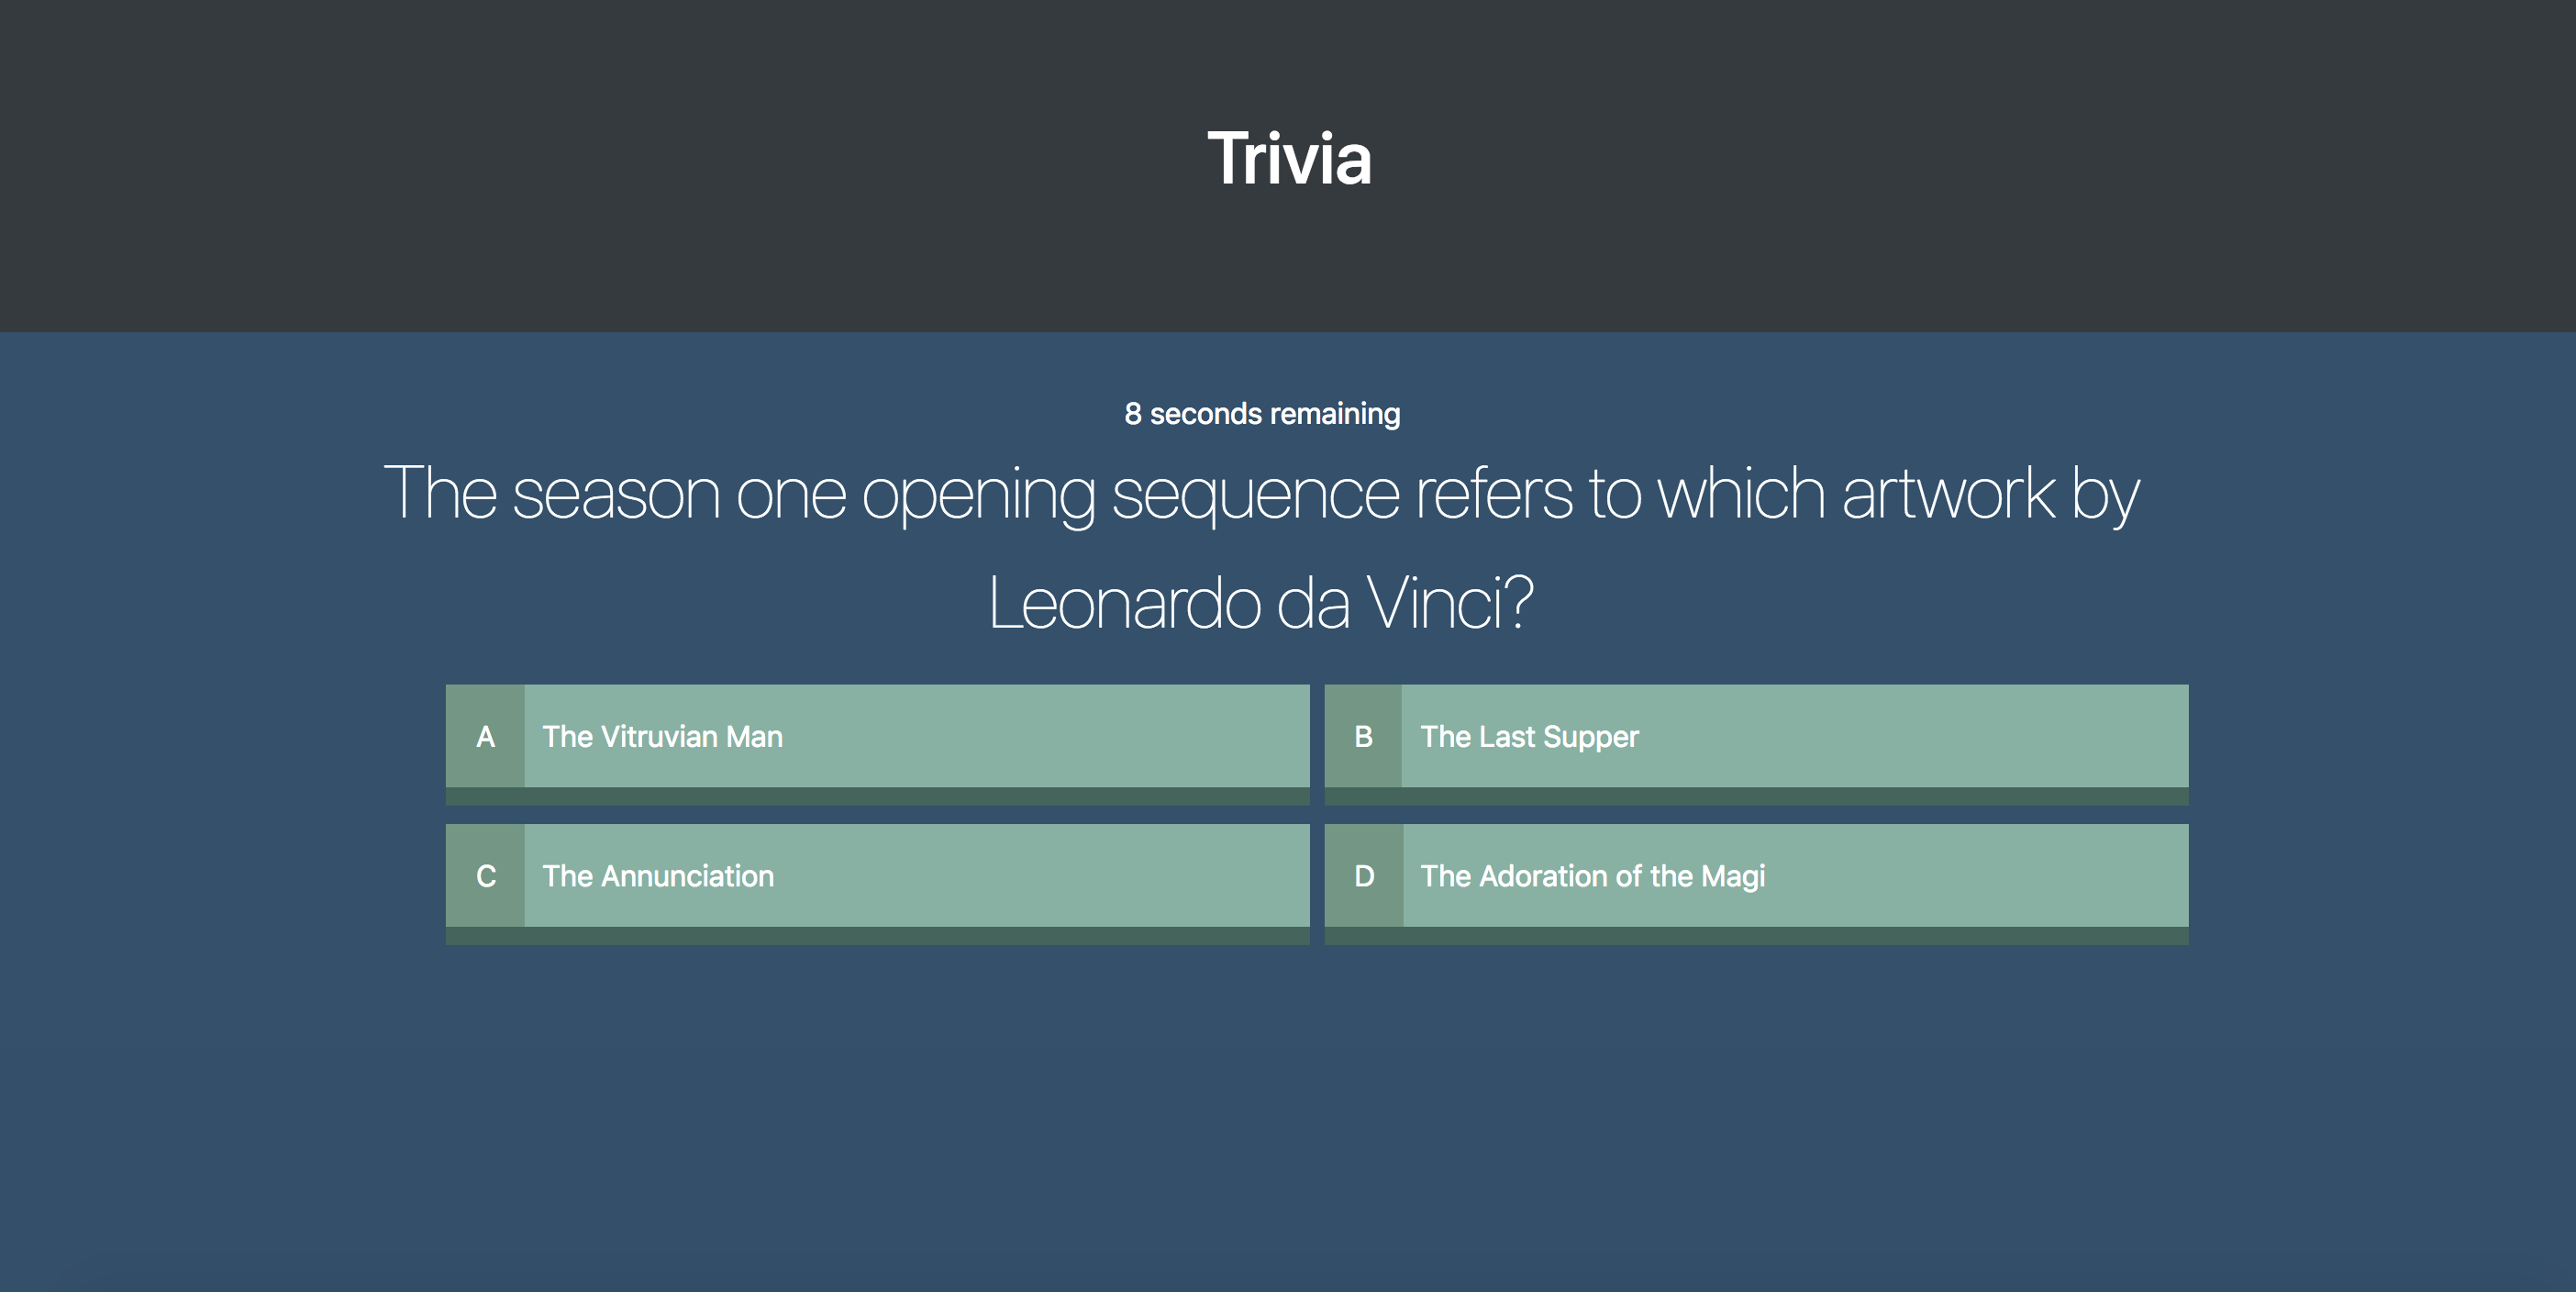 Trivia
8 seconds remaining
The season one opening sequence refers to which artwork by
Leonardo da Vinci?
A The Vitruvian Man
B The Last Supper
C The Annunciation
D The Adoration of the Magi